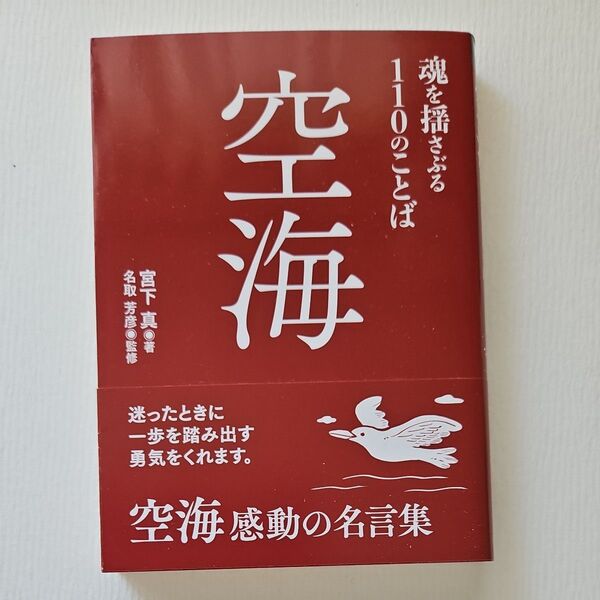 魂を揺さぶる
110のことば
空海
宮下 真●著
名取 芳彦●監修
迷ったときに
一歩を踏み出す
勇気をくれます。
空海 感動の名言集